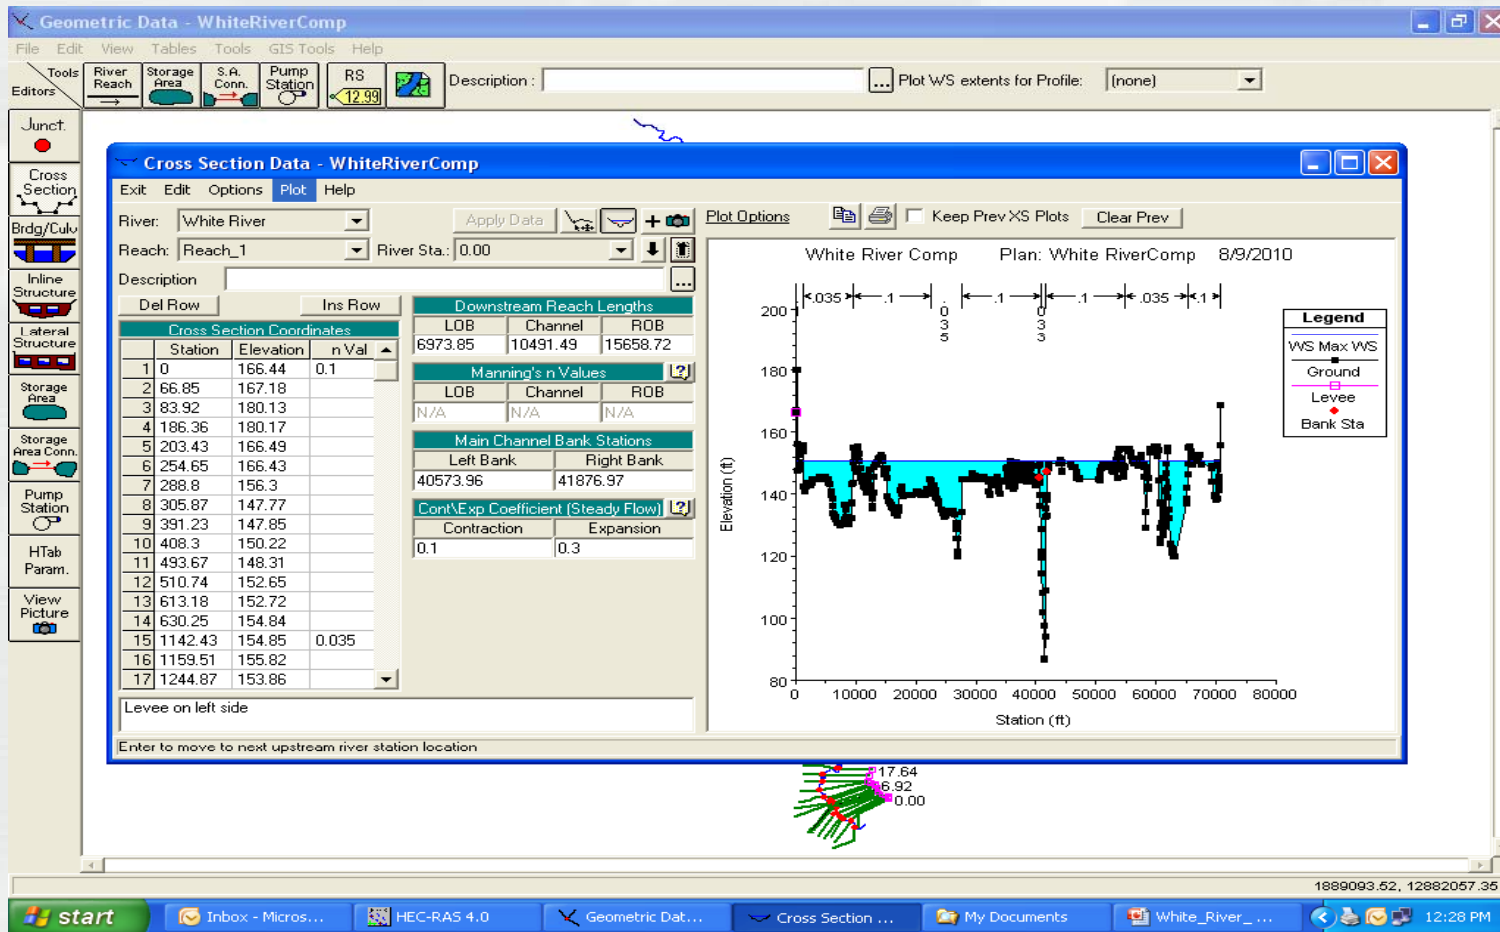 Geometric Data - WhiteRiverComp
File Edit View Tables Tools GIS Tools Help
Tools
Editors
River Reach
Storage Area
S.A. Conn.
Pump Station
RS
12.99
Description :
...
Plot WS extents for Profile:
(none)
Junct.
Cross Section
Brdg/Culv
Inline Structure
Lateral Structure
Storage Area
Storage Area Conn.
Pump Station
HTab Param.
View Picture
Cross Section Data - WhiteRiverComp
Exit Edit Options Plot Help
River: White River
Apply Data
Plot Options
Keep Prev XS Plots
Clear Prev
Reach: Reach_1
River Sta.: 0.00
Description
...
Del Row
Ins Row
Cross Section Coordinates
Station Elevation n Val
1 0 166.44 0.1
2 66.85 167.18
3 83.92 180.13
4 186.36 180.17
5 203.43 166.49
6 254.65 166.43
7 288.8 156.3
8 305.87 147.77
9 391.23 147.85
10 408.3 150.22
11 493.67 148.31
12 510.74 152.65
13 613.18 152.72
14 630.25 154.84
15 1142.43 154.85 0.035
16 1159.51 155.82
17 1244.87 153.86
Downstream Reach Lengths
LOB Channel ROB
6973.85 10491.49 15658.72
Manning's n Values
LOB Channel ROB
N/A N/A N/A
Main Channel Bank Stations
Left Bank Right Bank
40573.96 41876.97
Cont\Exp Coefficient (Steady Flow)
Contraction Expansion
0.1 0.3
Levee on left side
Enter to move to next upstream river station location
White River Comp Plan: White RiverComp 8/9/2010
.035 .1 .035 .1 .033 .1 .035 .1
200
180
160
140
120
100
80
Elevation (ft)
0 10000 20000 30000 40000 50000 60000 70000 80000
Station (ft)
Legend
WS Max WS
Ground
Levee
Bank Sta
17.64
6.92
0.00
1889093.52, 12882057.35
start
Inbox - Micros...
HEC-RAS 4.0
Geometric Dat...
Cross Section ...
My Documents
White_River_ ...
12:28 PM